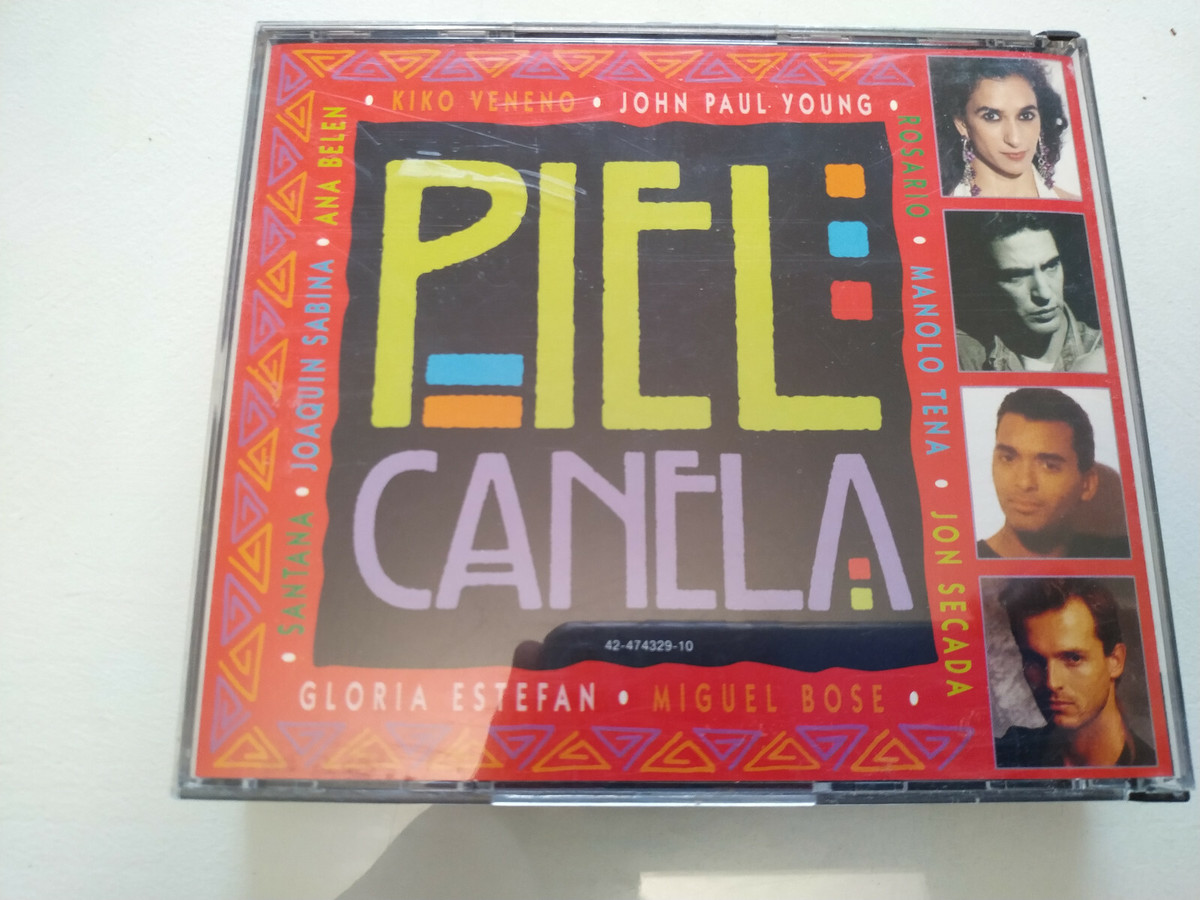 • KIKO VENENO • JOHN PAUL YOUNG •
ROSARIO • MANOLO TENA • JON SECADA
GLORIA ESTEFAN • MIGUEL BOSE •
• SANTANA • JOAQUIN SABINA • ANA BELEN
PIEL
CANELA
42-474329-10